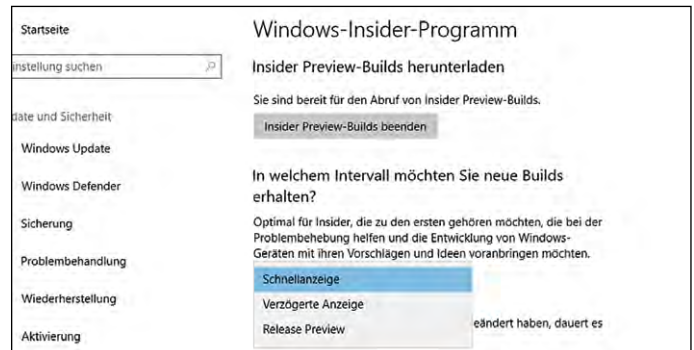 Startseite
instellung suchen
date und Sicherheit
Windows Update
Windows Defender
Sicherung
Problembehandlung
Wiederherstellung
Aktivierung
Windows-Insider-Programm
Insider Preview-Builds herunterladen
Sie sind bereit für den Abruf von Insider Preview-Builds.
Insider Preview-Builds beenden
In welchem Intervall möchten Sie neue Builds
erhalten?
Optimal für Insider, die zu den ersten gehören möchten, die bei der
Problembehebung helfen und die Entwicklung von Windows-
Geräten mit ihren Vorschlägen und Ideen voranbringen möchten.
Schnellanzeige
Verzögerte Anzeige
Release Preview
eändert haben, dauert es